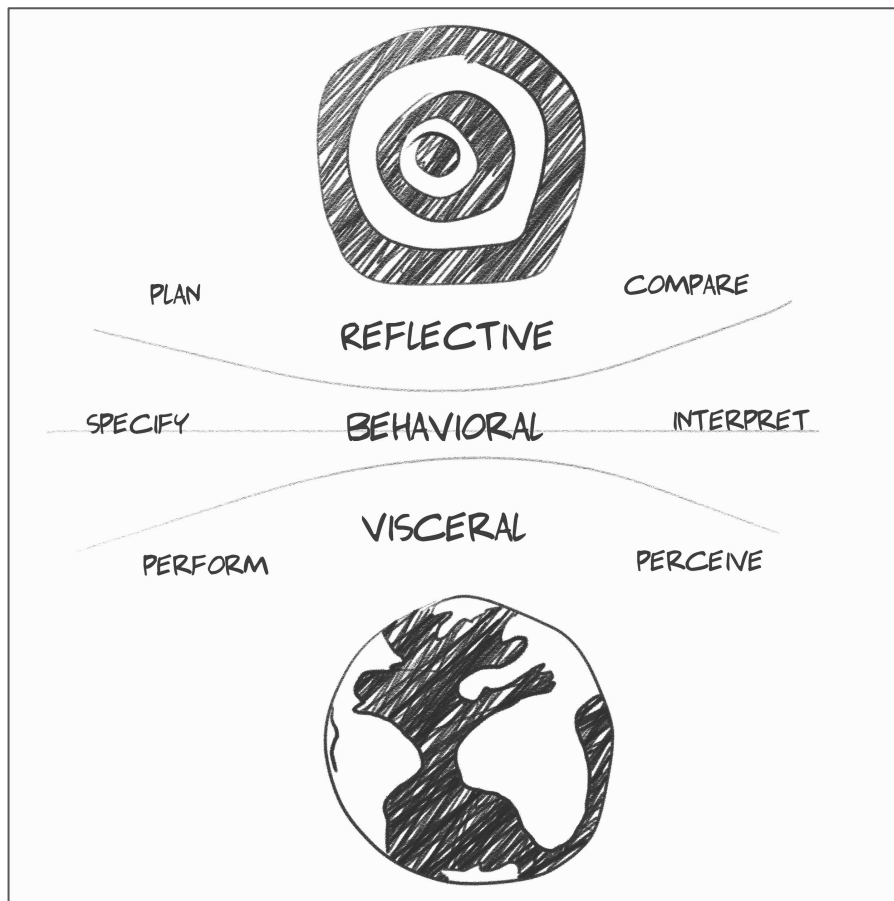 PLAN
COMPARE
REFLECTIVE
SPECIFY
BEHAVIORAL
INTERPRET
VISCERAL
PERFORM
PERCEIVE